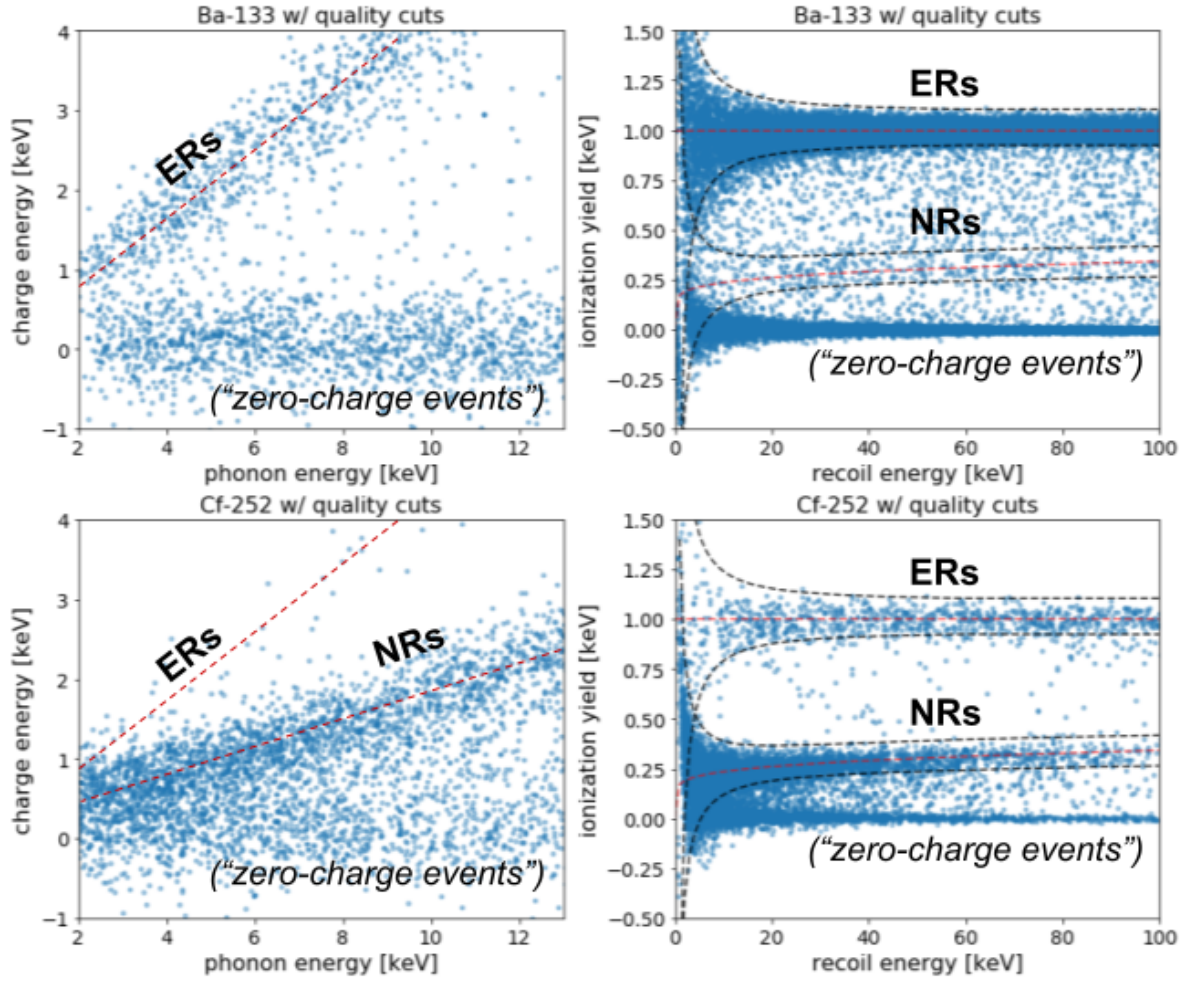 Ba-133 w/ quality cuts
4
3
2
1
0
−1
charge energy [keV]
ERs
("zero-charge events")
2 4 6 8 10 12
phonon energy [keV]
Ba-133 w/ quality cuts
1.50
1.25
1.00
0.75
0.50
0.25
0.00
−0.25
−0.50
ionization yield [keV]
ERs
NRs
("zero-charge events")
0 20 40 60 80 100
recoil energy [keV]
Cf-252 w/ quality cuts
4
3
2
1
0
−1
charge energy [keV]
ERs
NRs
("zero-charge events")
2 4 6 8 10 12
phonon energy [keV]
Cf-252 w/ quality cuts
1.50
1.25
1.00
0.75
0.50
0.25
0.00
−0.25
−0.50
ionization yield [keV]
ERs
NRs
("zero-charge events")
0 20 40 60 80 100
recoil energy [keV]